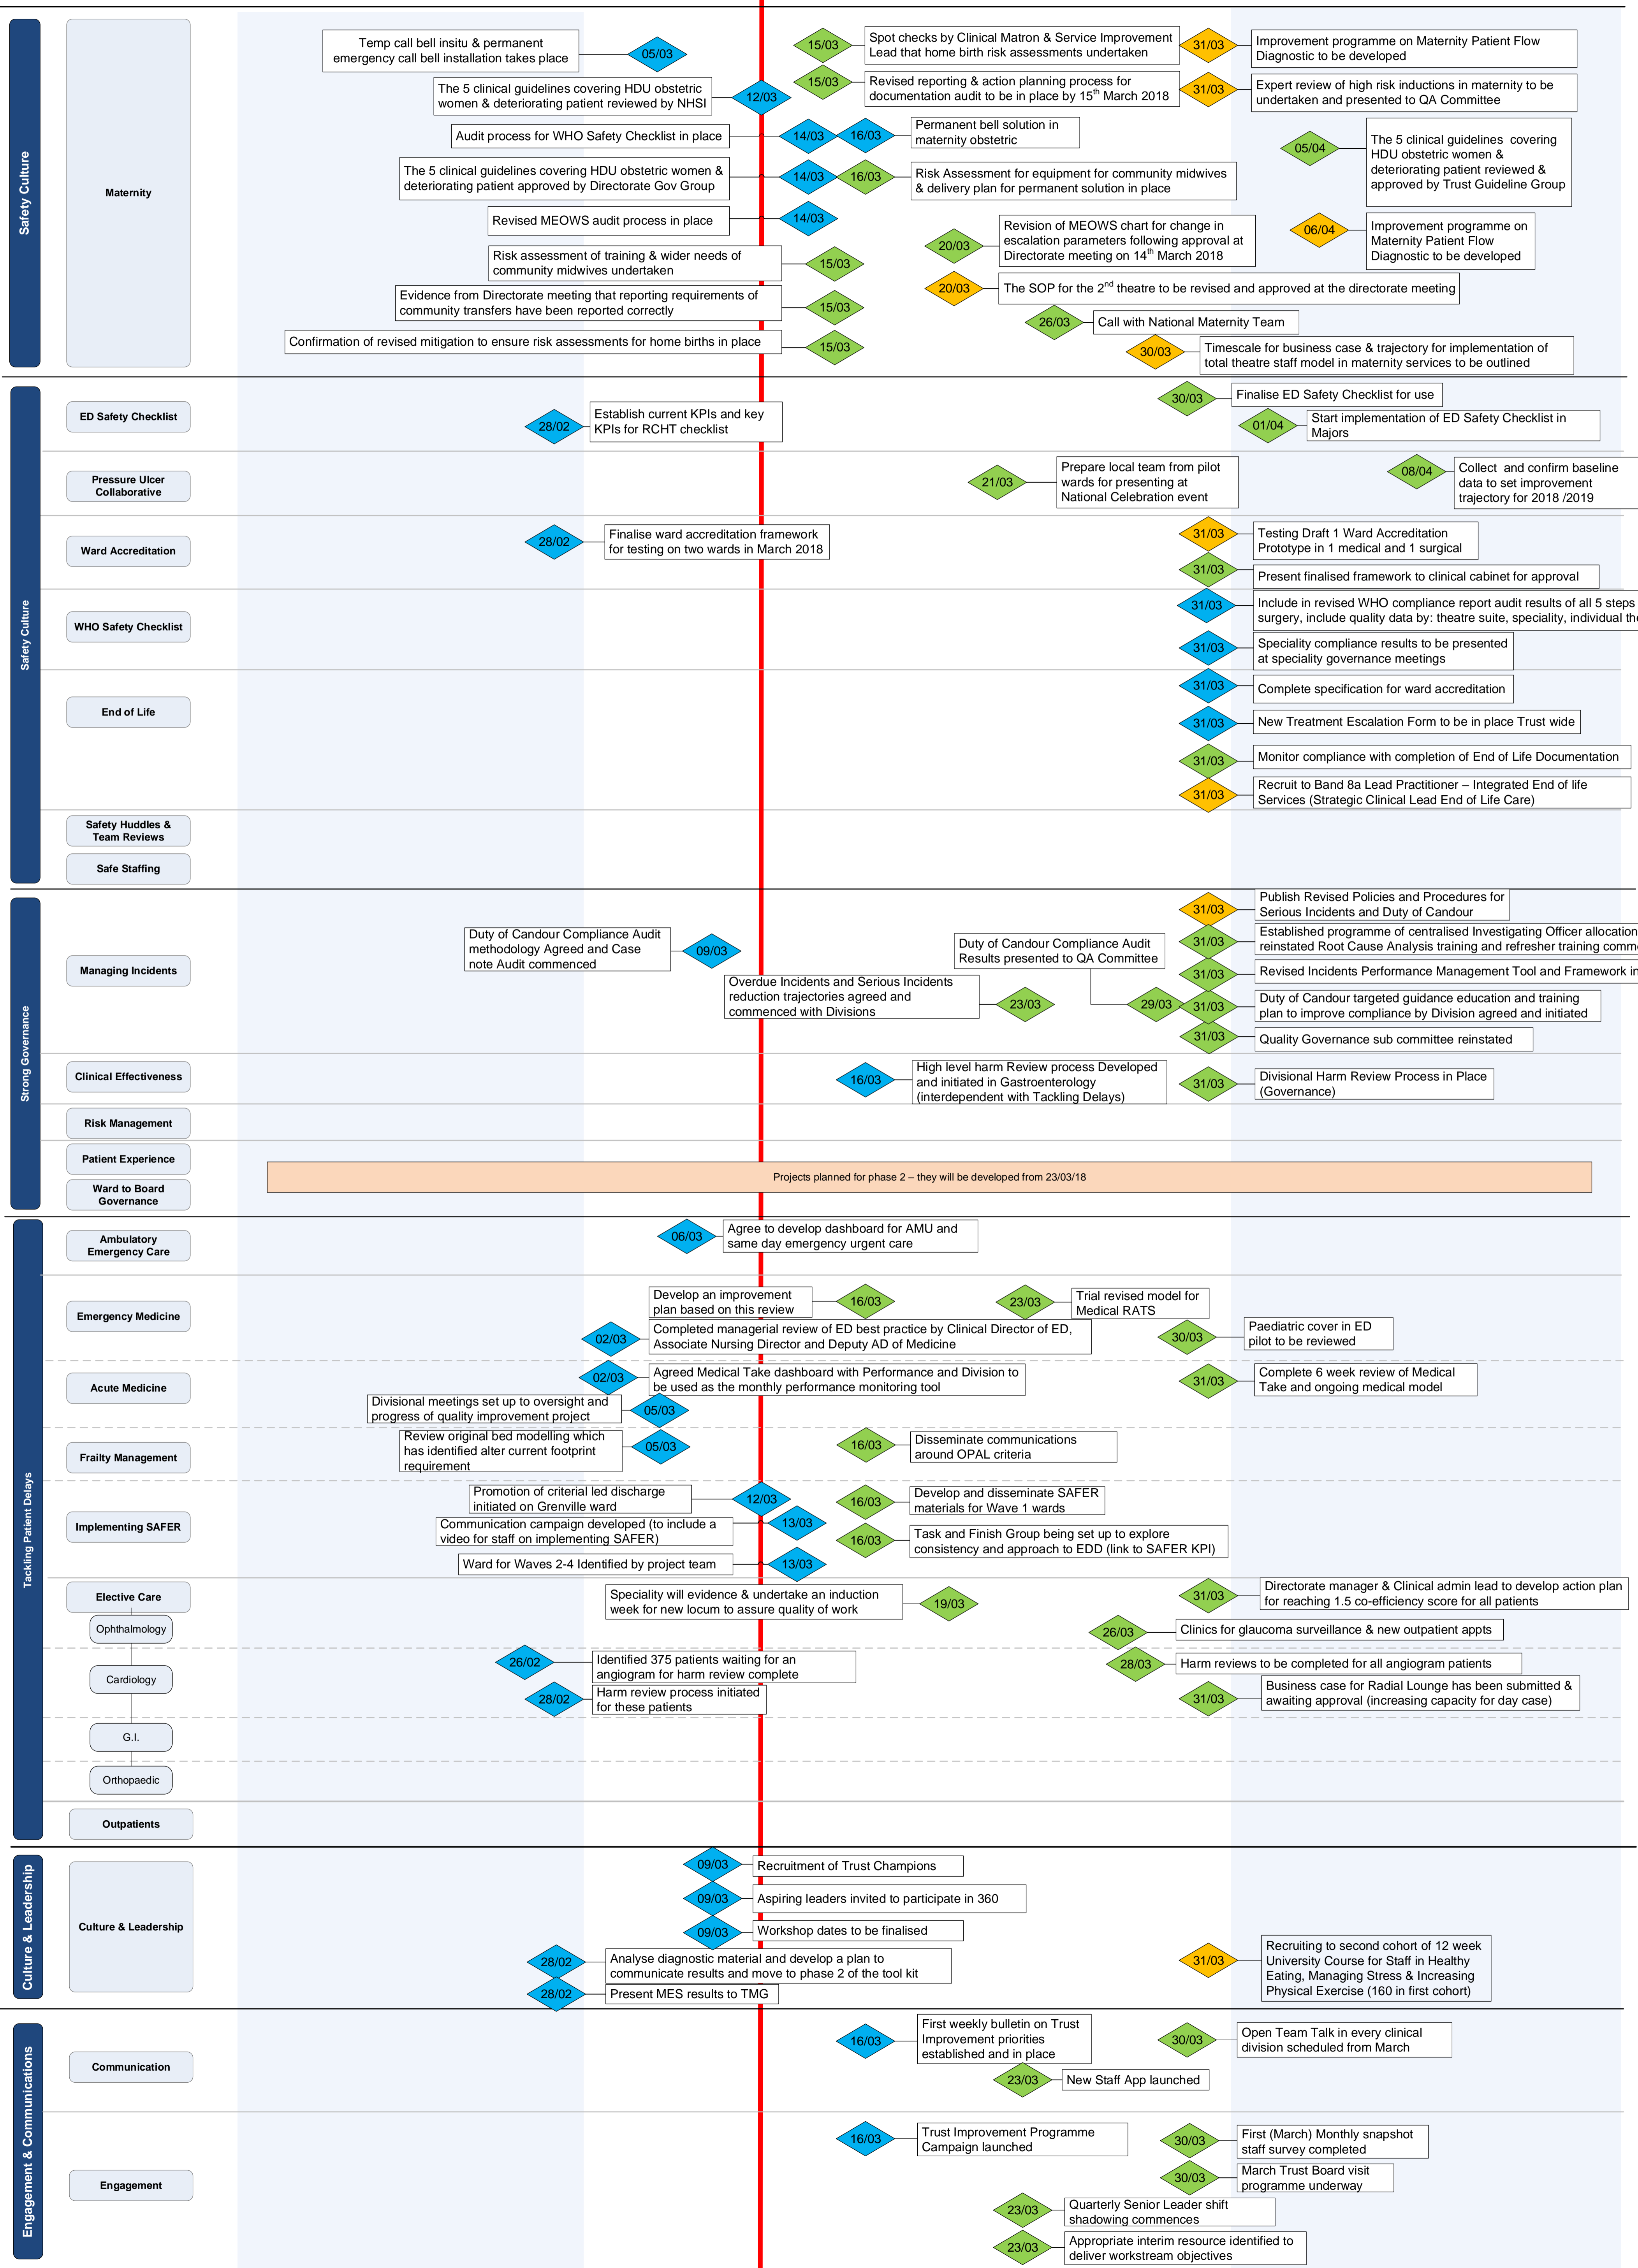 Safety Culture
Maternity
Temp call bell insitu & permanent
emergency call bell installation takes place
05/03
The 5 clinical guidelines covering HDU obstetric
women & deteriorating patient reviewed by NHSI
12/03
Audit process for WHO Safety Checklist in place
14/03
The 5 clinical guidelines covering HDU obstetric women &
deteriorating patient approved by Directorate Gov Group
14/03
Revised MEOWS audit process in place
14/03
Risk assessment of training & wider needs of
community midwives undertaken
15/03
Evidence from Directorate meeting that reporting requirements of
community transfers have been reported correctly
15/03
Confirmation of revised mitigation to ensure risk assessments for home births in place
15/03
15/03
Spot checks by Clinical Matron & Service Improvement
Lead that home birth risk assessments undertaken
15/03
Revised reporting & action planning process for
documentation audit to be in place by 15th March 2018
16/03
Permanent bell solution in
maternity obstetric
16/03
Risk Assessment for equipment for community midwives
& delivery plan for permanent solution in place
20/03
Revision of MEOWS chart for change in
escalation parameters following approval at
Directorate meeting on 14th March 2018
20/03
The SOP for the 2nd theatre to be revised and approved at the directorate meeting
26/03
Call with National Maternity Team
30/03
Timescale for business case & trajectory for implementation of
total theatre staff model in maternity services to be outlined
31/03
Improvement programme on Maternity Patient Flow
Diagnostic to be developed
31/03
Expert review of high risk inductions in maternity to be
undertaken and presented to QA Committee
05/04
The 5 clinical guidelines covering
HDU obstetric women &
deteriorating patient reviewed &
approved by Trust Guideline Group
06/04
Improvement programme on
Maternity Patient Flow
Diagnostic to be developed
Safety Culture
ED Safety Checklist
28/02
Establish current KPIs and key
KPIs for RCHT checklist
30/03
Finalise ED Safety Checklist for use
01/04
Start implementation of ED Safety Checklist in
Majors
Pressure Ulcer
Collaborative
21/03
Prepare local team from pilot
wards for presenting at
National Celebration event
08/04
Collect and confirm baseline
data to set improvement
trajectory for 2018 /2019
Ward Accreditation
28/02
Finalise ward accreditation framework
for testing on two wards in March 2018
31/03
Testing Draft 1 Ward Accreditation
Prototype in 1 medical and 1 surgical
31/03
Present finalised framework to clinical cabinet for approval
WHO Safety Checklist
31/03
Include in revised WHO compliance report audit results of all 5 steps
surgery, include quality data by: theatre suite, speciality, individual
31/03
Speciality compliance results to be presented
at speciality governance meetings
End of Life
31/03
Complete specification for ward accreditation
31/03
New Treatment Escalation Form to be in place Trust wide
31/03
Monitor compliance with completion of End of Life Documentation
31/03
Recruit to Band 8a Lead Practitioner – Integrated End of life
Services (Strategic Clinical Lead End of Life Care)
Safety Huddles &
Team Reviews
Safe Staffing
Strong Governance
Managing Incidents
Duty of Candour Compliance Audit
methodology Agreed and Case
note Audit commenced
09/03
Overdue Incidents and Serious Incidents
reduction trajectories agreed and
commenced with Divisions
23/03
Duty of Candour Compliance Audit
Results presented to QA Committee
29/03
31/03
Publish Revised Policies and Procedures for
Serious Incidents and Duty of Candour
31/03
Established programme of centralised Investigating Officer allocation
reinstated Root Cause Analysis training and refresher training
31/03
Revised Incidents Performance Management Tool and Framework in
31/03
Duty of Candour targeted guidance education and training
plan to improve compliance by Division agreed and initiated
31/03
Quality Governance sub committee reinstated
Clinical Effectiveness
16/03
High level harm Review process Developed
and initiated in Gastroenterology
(interdependent with Tackling Delays)
31/03
Divisional Harm Review Process in Place
(Governance)
Risk Management
Patient Experience
Ward to Board
Governance
Projects planned for phase 2 – they will be developed from 23/03/18
Tackling Patient Delays
Ambulatory
Emergency Care
06/03
Agree to develop dashboard for AMU and
same day emergency urgent care
Emergency Medicine
Develop an improvement
plan based on this review
16/03
23/03
Trial revised model for
Medical RATS
02/03
Completed managerial review of ED best practice by Clinical Director of ED,
Associate Nursing Director and Deputy AD of Medicine
30/03
Paediatric cover in ED
pilot to be reviewed
Acute Medicine
02/03
Agreed Medical Take dashboard with Performance and Division to
be used as the monthly performance monitoring tool
31/03
Complete 6 week review of Medical
Take and ongoing medical model
Divisional meetings set up to oversight and
progress of quality improvement project
05/03
Frailty Management
Review original bed modelling which
has identified alter current footprint
requirement
05/03
16/03
Disseminate communications
around OPAL criteria
Implementing SAFER
Promotion of criterial led discharge
initiated on Grenville ward
12/03
16/03
Develop and disseminate SAFER
materials for Wave 1 wards
Communication campaign developed (to include a
video for staff on implementing SAFER)
13/03
16/03
Task and Finish Group being set up to explore
consistency and approach to EDD (link to SAFER KPI)
Ward for Waves 2-4 Identified by project team
13/03
Elective Care
Ophthalmology
Speciality will evidence & undertake an induction
week for new locum to assure quality of work
19/03
31/03
Directorate manager & Clinical admin lead to develop action plan
for reaching 1.5 co-efficiency score for all patients
26/03
Clinics for glaucoma surveillance & new outpatient appts
Cardiology
26/02
Identified 375 patients waiting for an
angiogram for harm review complete
28/03
Harm reviews to be completed for all angiogram patients
28/02
Harm review process initiated
for these patients
31/03
Business case for Radial Lounge has been submitted &
awaiting approval (increasing capacity for day case)
G.I.
Orthopaedic
Outpatients
Culture & Leadership
Culture & Leadership
09/03
Recruitment of Trust Champions
09/03
Aspiring leaders invited to participate in 360
09/03
Workshop dates to be finalised
28/02
Analyse diagnostic material and develop a plan to
communicate results and move to phase 2 of the tool kit
28/02
Present MES results to TMG
31/03
Recruiting to second cohort of 12 week
University Course for Staff in Healthy
Eating, Managing Stress & Increasing
Physical Exercise (160 in first cohort)
Engagement & Communications
Communication
16/03
First weekly bulletin on Trust
Improvement priorities
established and in place
30/03
Open Team Talk in every clinical
division scheduled from March
23/03
New Staff App launched
Engagement
16/03
Trust Improvement Programme
Campaign launched
30/03
First (March) Monthly snapshot
staff survey completed
30/03
March Trust Board visit
programme underway
23/03
Quarterly Senior Leader shift
shadowing commences
23/03
Appropriate interim resource identified to
deliver workstream objectives